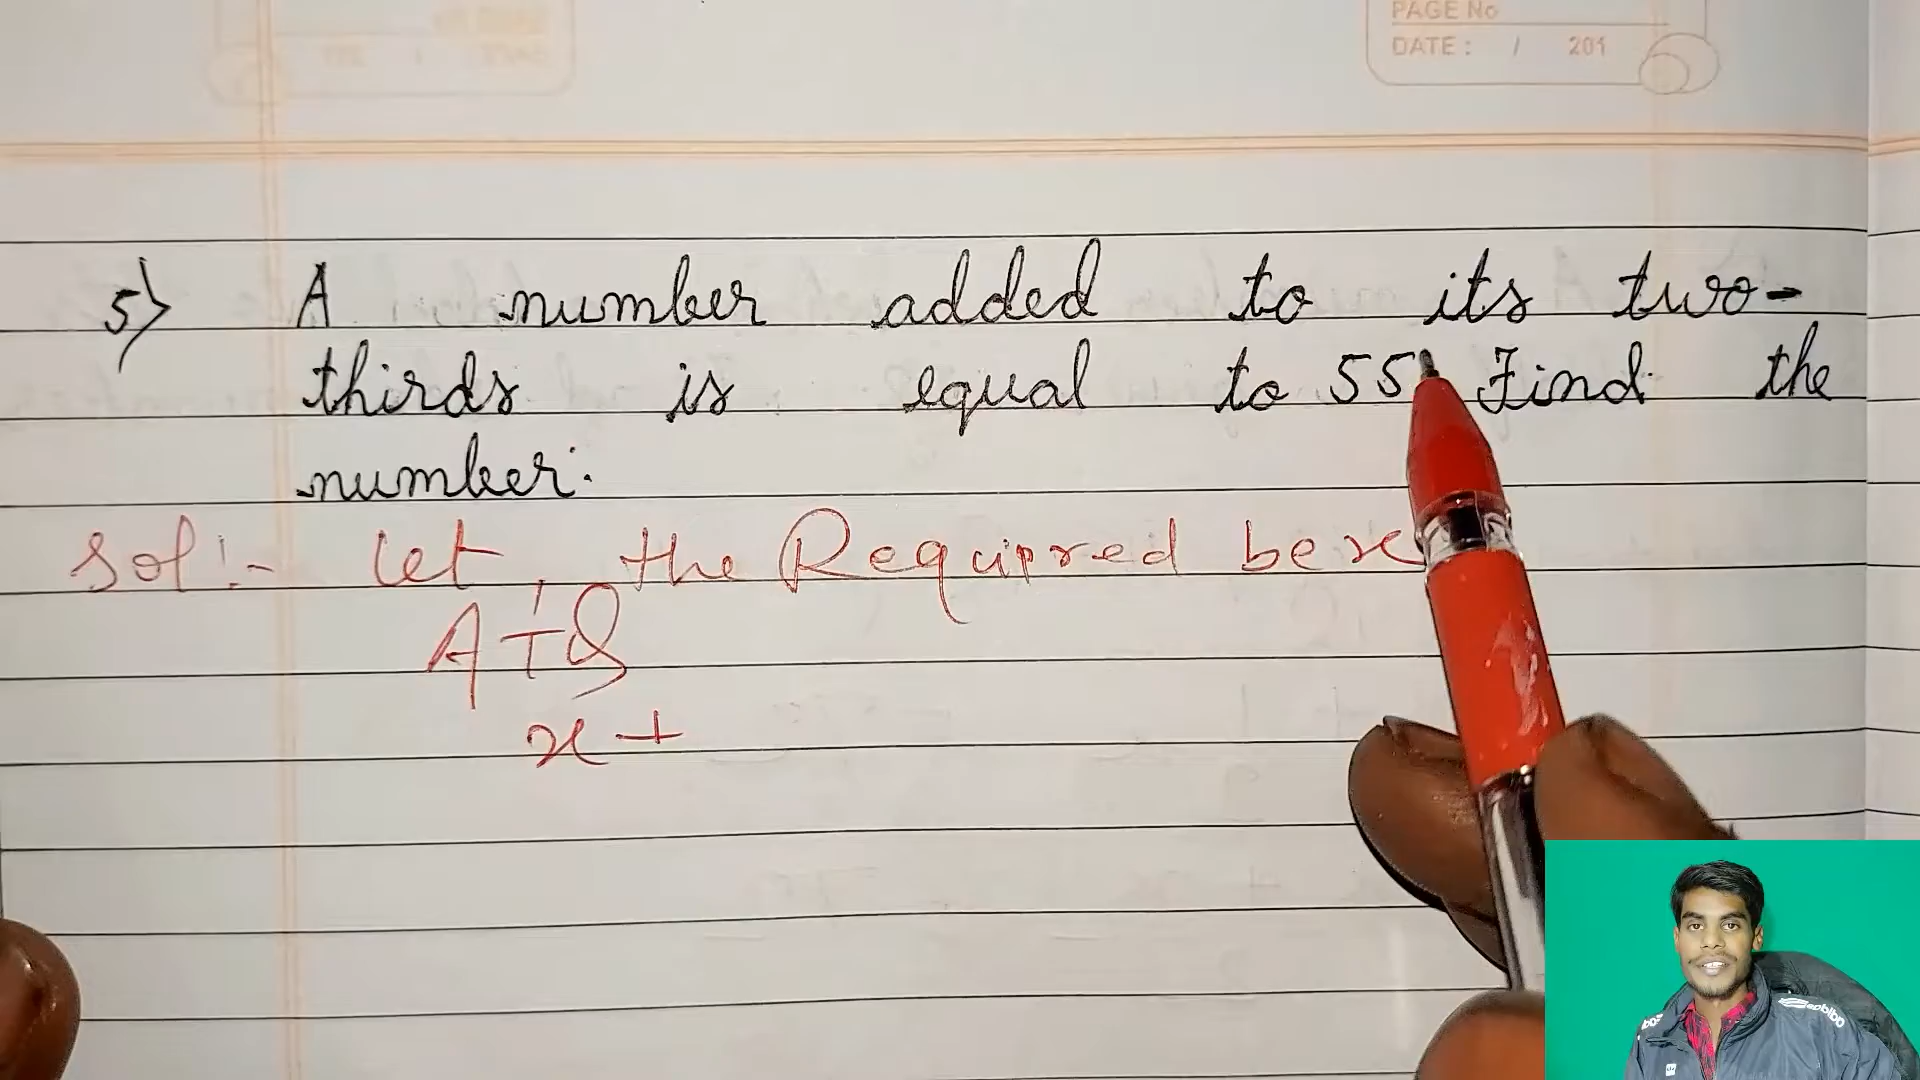 PAGE No
DATE : / 201
5) A number added to its two-
thirds is equal to 55 Find the
number.
Sol:- Let, the Requipred be x
ATQ
x +